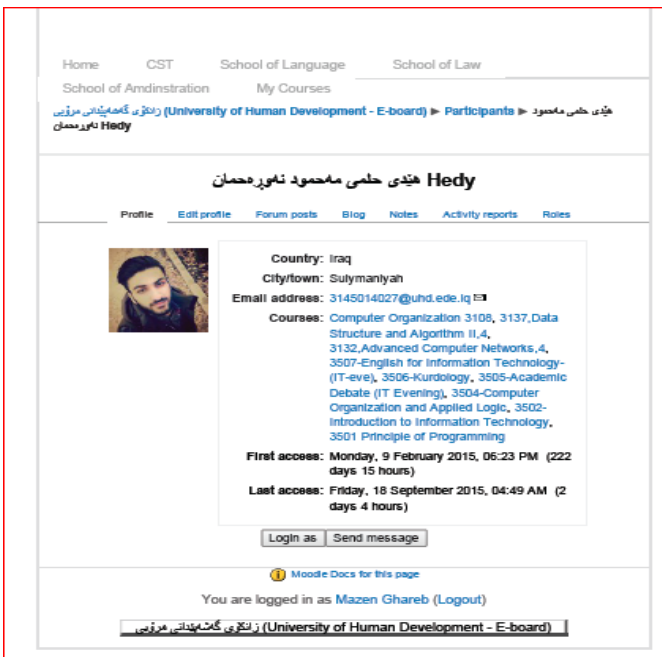 Home CST School of Language School of Law
School of Amdinstration My Courses
زانکۆی گەشەپێدانی مرۆیی (University of Human Development - E-board) ► Participants ► هێدی حلمی مەحمود
نەورەحمان Hedy
هێدی حلمی مەحمود نەورەحمان Hedy
Profile Edit profile Forum posts Blog Notes Activity reports Roles
Country: Iraq
City/town: Sulymaniyah
Email address: 3145014027@uhd.ede.iq
Courses: Computer Organization 3108, 3137,Data
Structure and Algorithm II,4,
3132,Advanced Computer Networks,4,
3507-English for Information Technology-
(IT-eve), 3506-Kurdology, 3505-Academic
Debate (IT Evening), 3504-Computer
Organization and Applied Logic, 3502-
Introduction to Information Technology,
3501 Principle of Programming
First access: Monday, 9 February 2015, 06:23 PM (222
days 15 hours)
Last access: Friday, 18 September 2015, 04:49 AM (2
days 4 hours)
Login as Send message
Moodle Docs for this page
You are logged in as Mazen Ghareb (Logout)
زانکۆی گەشەپێدانی مرۆیی (University of Human Development - E-board)